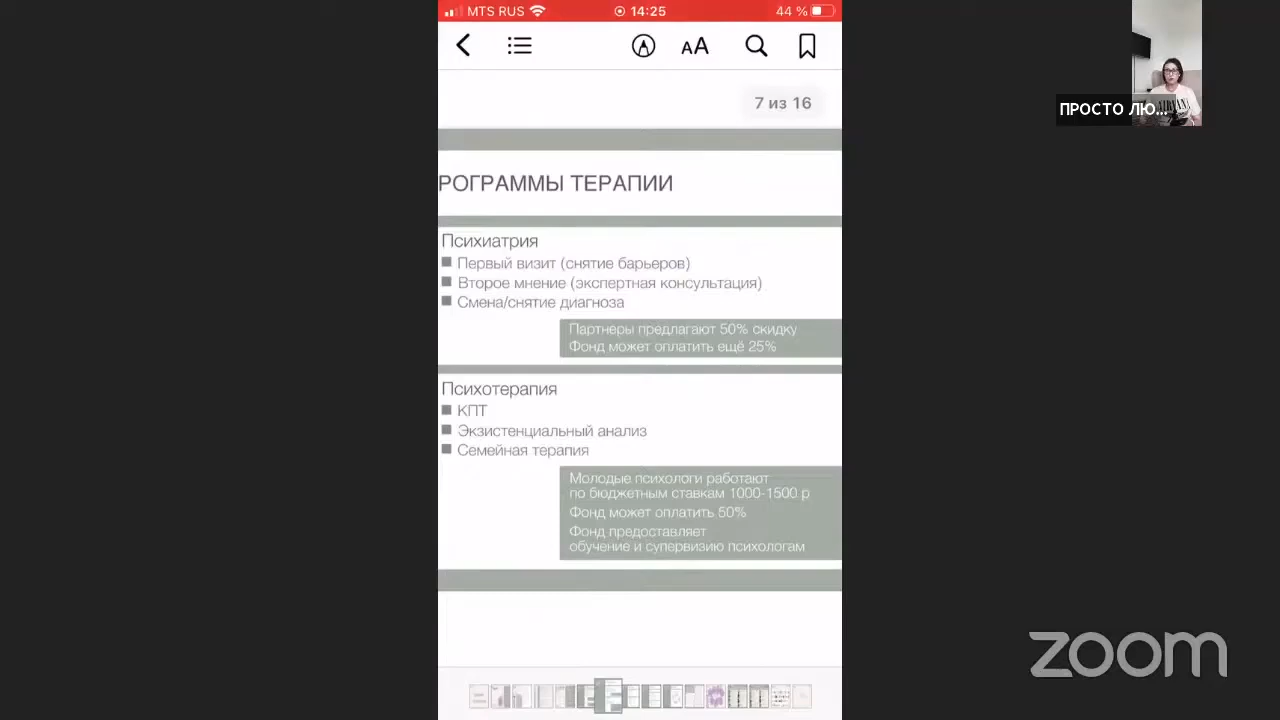 MTS RUS
14:25
44 %
AA
7 из 16
ПРОСТО ЛЮ...
РОГРАММЫ ТЕРАПИИ
Психиатрия
Первый визит (снятие барьеров)
Второе мнение (экспертная консультация)
Смена/снятие диагноза
Партнеры предлагают 50% скидку
Фонд может оплатить ещё 25%
Психотерапия
КПТ
Экзистенциальный анализ
Семейная терапия
Молодые психологи работают
по бюджетным ставкам 1000-1500 р
Фонд может оплатить 50%
Фонд предоставляет
обучение и супервизию психологам
zoom